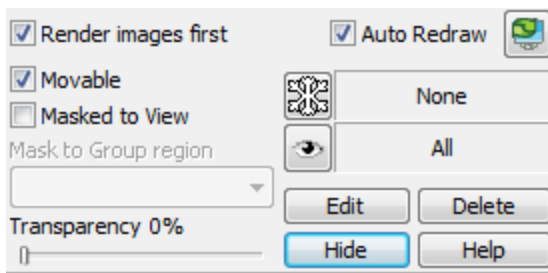 Render images first
Auto Redraw
Movable
Masked to View
None
Mask to Group region
All
Edit
Delete
Transparency 0%
Hide
Help